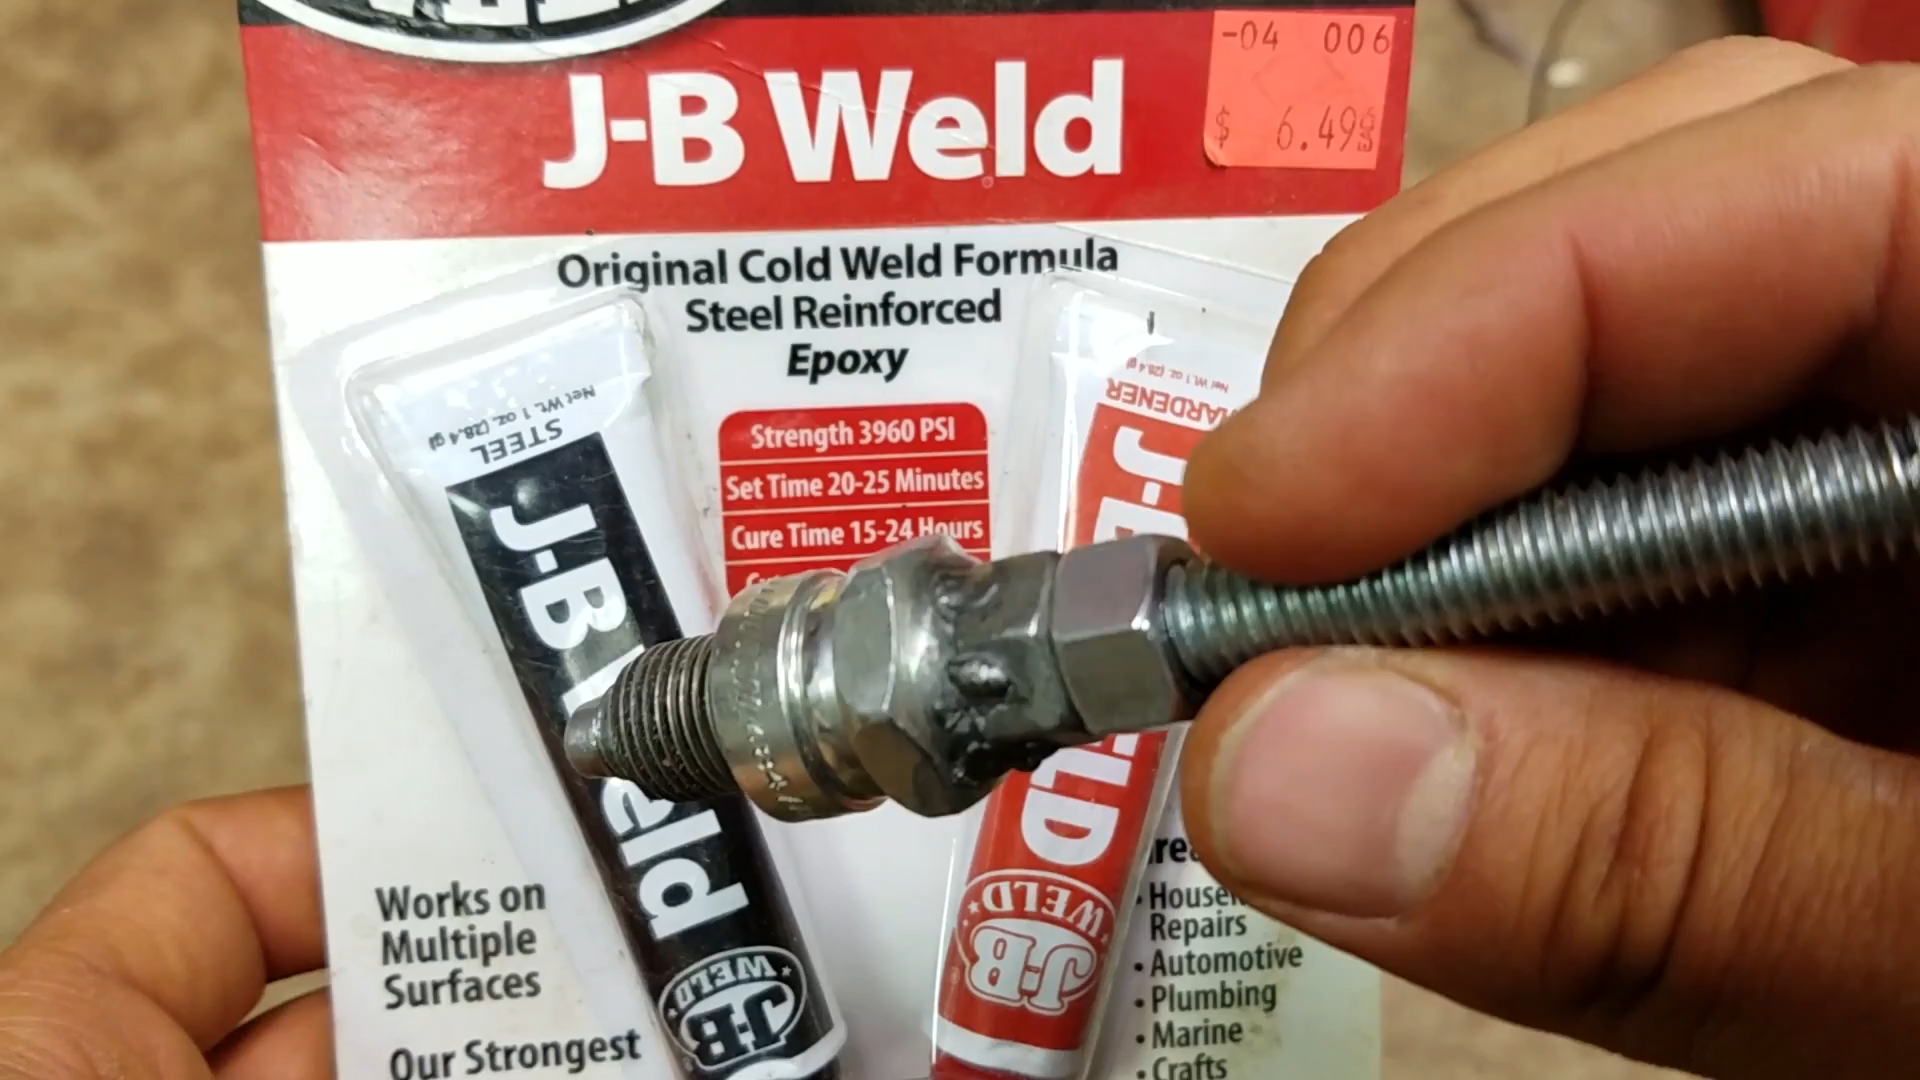 -04 006
$ 6.49
J-B Weld
Original Cold Weld Formula
Steel Reinforced
Epoxy
Strength 3960 PSI
Set Time 20-25 Minutes
Cure Time 15-24 Hours
Net Wt. 1 oz. (28.4 g)
STEEL
J-B Weld
J-B
WELD
Net Wt. 1 oz. (28.4 g)
HARDENER
WELD
J-B
Works on
Multiple
Surfaces
Our Strongest
Repairs
• Automotive
• Plumbing
• Marine
• Crafts